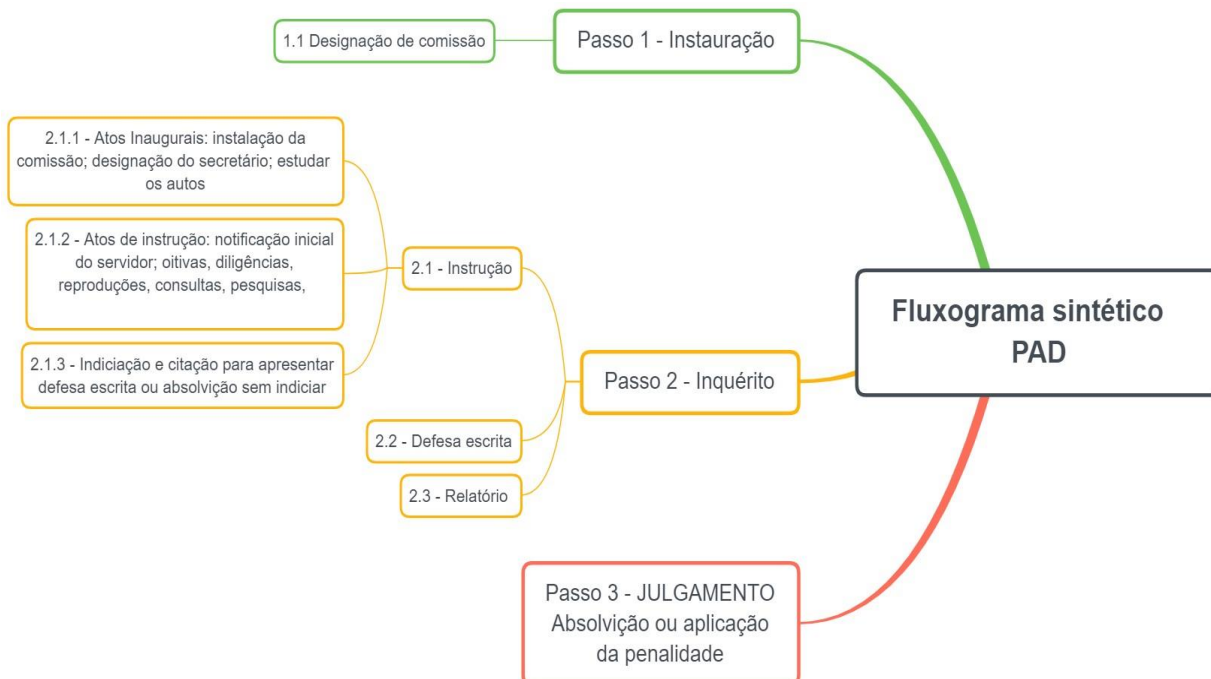 Fluxograma sintético
PAD
Passo 1 - Instauração
1.1 Designação de comissão
Passo 2 - Inquérito
2.1 - Instrução
2.1.1 - Atos Inaugurais: instalação da
comissão; designação do secretário; estudar
os autos
2.1.2 - Atos de instrução: notificação inicial
do servidor; oitivas, diligências,
reproduções, consultas, pesquisas,
2.1.3 - Indiciação e citação para apresentar
defesa escrita ou absolvição sem indiciar
2.2 - Defesa escrita
2.3 - Relatório
Passo 3 - JULGAMENTO
Absolvição ou aplicação
da penalidade